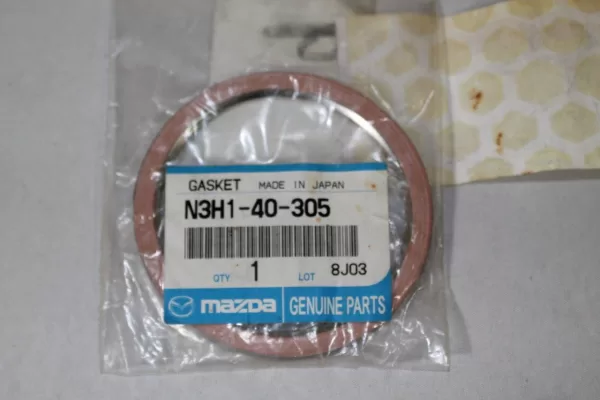 GASKET MADE IN JAPAN
N3H1-40-305
QTY 1 LOT 8J03
mazda GENUINE PARTS